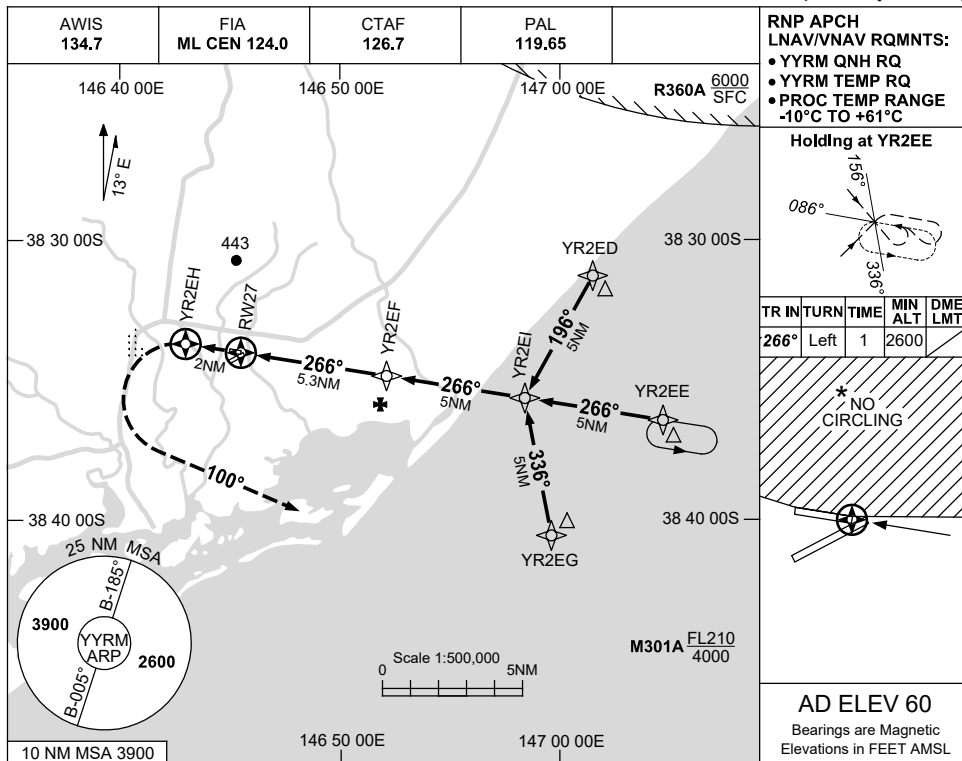 AWIS
134.7
FIA
ML CEN 124.0
CTAF
126.7
PAL
119.65
RNP APCH
LNAV/VNAV RQMNTS:
• YYRM QNH RQ
• YYRM TEMP RQ
• PROC TEMP RANGE
-10°C TO +61°C
146 40 00E
146 50 00E
147 00 00E
R360A 6000
SFC
13° E
Holding at YR2EE
156°
086°
336°
38 30 00S
38 30 00S
443
YR2ED
YR2EH
RW27
YR2EF
196°
5NM
YR2EI
TR IN
TURN
TIME
MIN
ALT
DME
LMT
266°
Left
1
2600
2NM
266°
5.3NM
266°
5NM
266°
5NM
YR2EE
* NO
CIRCLING
336°
5NM
100°
38 40 00S
38 40 00S
YR2EG
25 NM MSA
B-185°
3900
YYRM
ARP
2600
B-005°
M301A FL210
4000
Scale 1:500,000
0
5NM
AD ELEV 60
Bearings are Magnetic
Elevations in FEET AMSL
10 NM MSA 3900
146 50 00E
147 00 00E